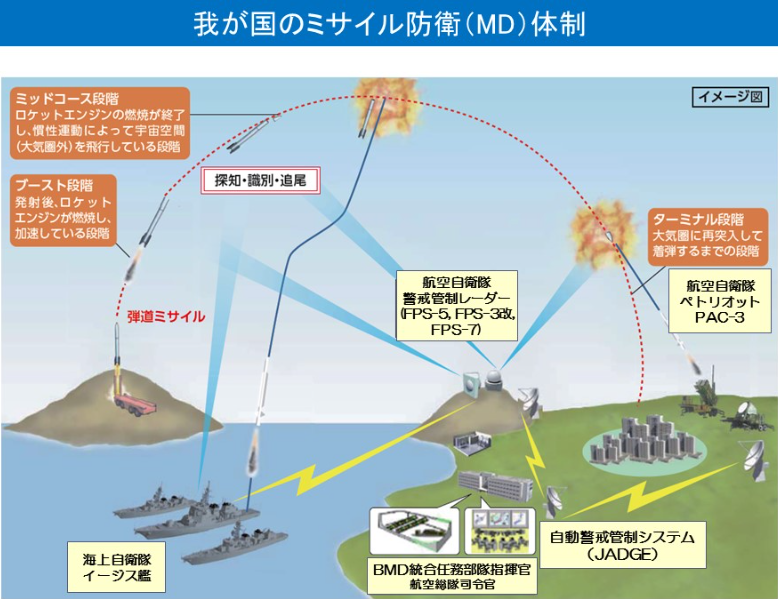 我が国のミサイル防衛（MD）体制
イメージ図
ミッドコース段階
ロケットエンジンの燃焼が終了
し、慣性運動によって宇宙空間
（大気圏外）を飛行している段階
探知・識別・追尾
ブースト段階
発射後、ロケット
エンジンが燃焼し、
加速している段階
ターミナル段階
大気圏に再突入して
着弾するまでの段階
弾道ミサイル
航空自衛隊
警戒管制レーダー
(FPS-5, FPS-3改,
FPS-7)
航空自衛隊
ペトリオット
PAC-3
海上自衛隊
イージス艦
BMD統合任務部隊指揮官
航空総隊司令官
自動警戒管制システム
（JADGE）